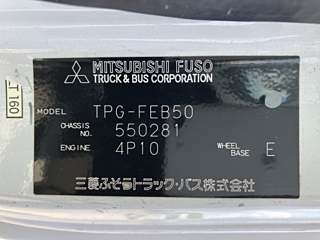 MITSUBISHI FUSO
TRUCK & BUS CORPORATION
MODEL TPG-FEB50
CHASSIS NO. 550281
ENGINE 4P10 WHEEL BASE E
三菱ふそうトラック・バス株式会社
T160